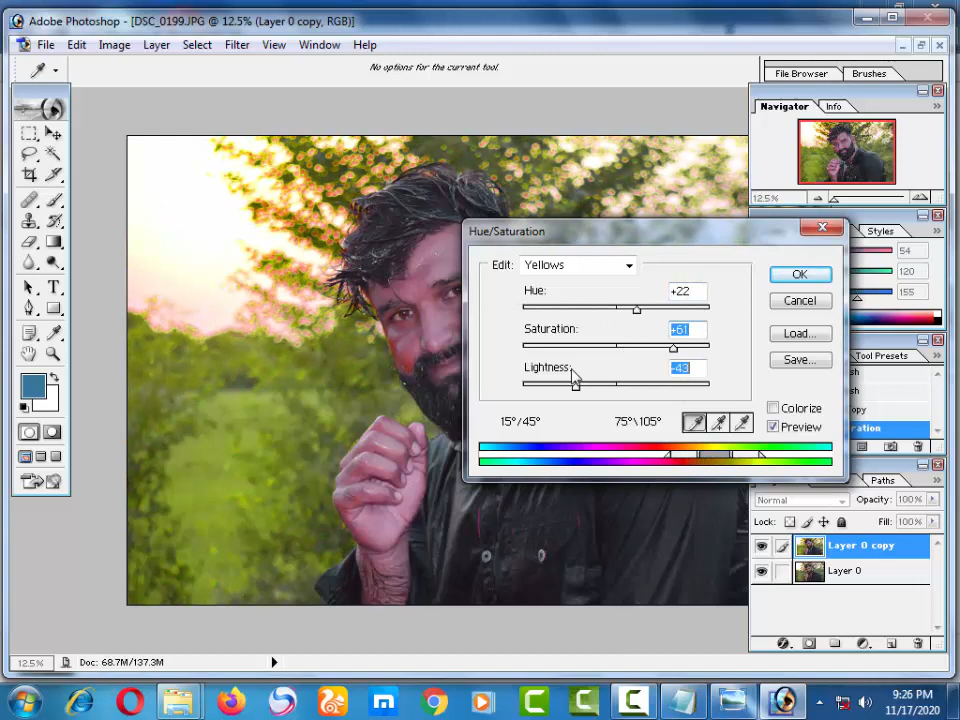 Adobe Photoshop - [DSC_0199.JPG @ 12.5% (Layer 0 copy, RGB)]
File Edit Image Layer Select Filter View Window Help
No options for the current tool.
File Browser
Brushes
Navigator
Info
12.5%
Styles
54
120
155
Hue/Saturation
Edit: Yellows
Hue: +22
Saturation: +61
Lightness: -43
OK
Cancel
Load...
Save...
Colorize
Preview
15°/45°
75°\105°
Tool Presets
Paths
Normal
Opacity: 100%
Lock:
Fill: 100%
Layer 0 copy
Layer 0
12.5%
Doc: 68.7M/137.3M
9:26 PM
11/17/2020